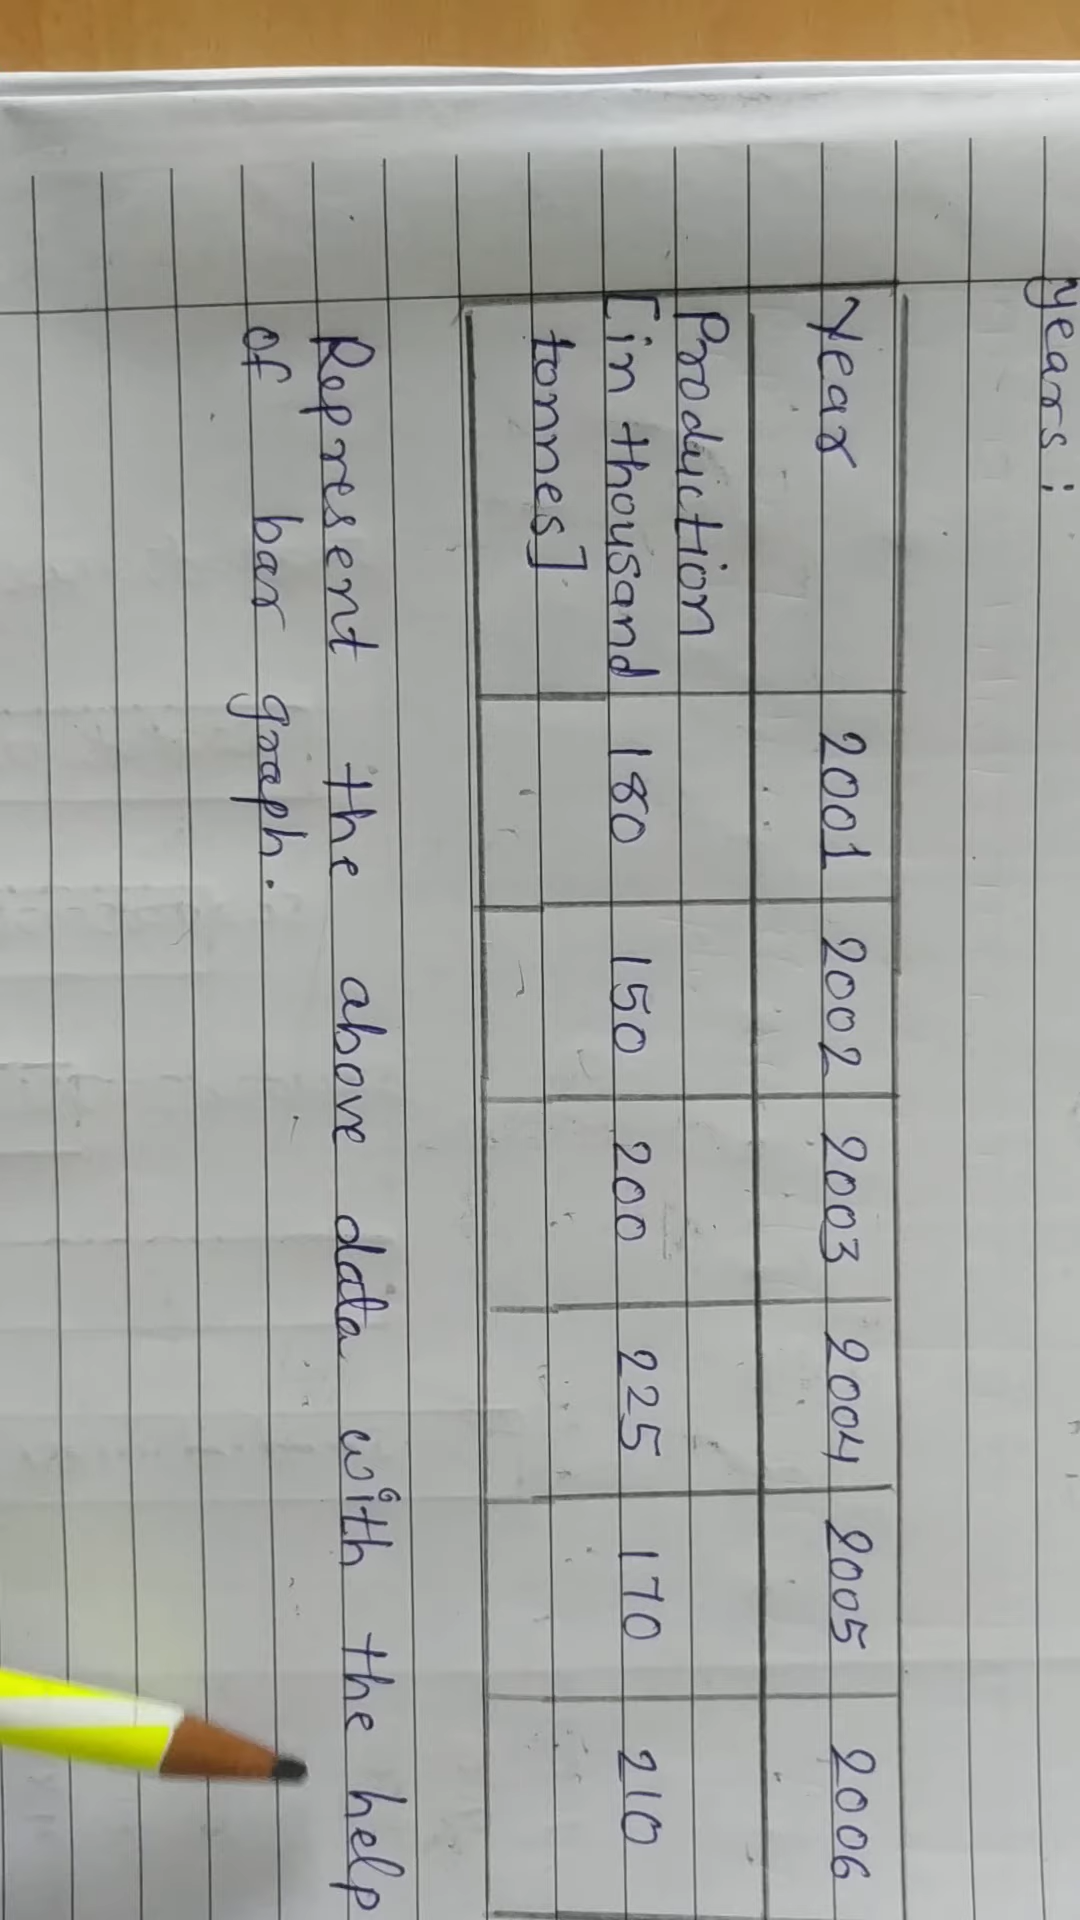 years :
Year 2001 2002 2003 2004 2005 2006
Production
[in thousand 180 150 200 225 170 210
tonnes]
Represent the above data with the help
of bar graph.